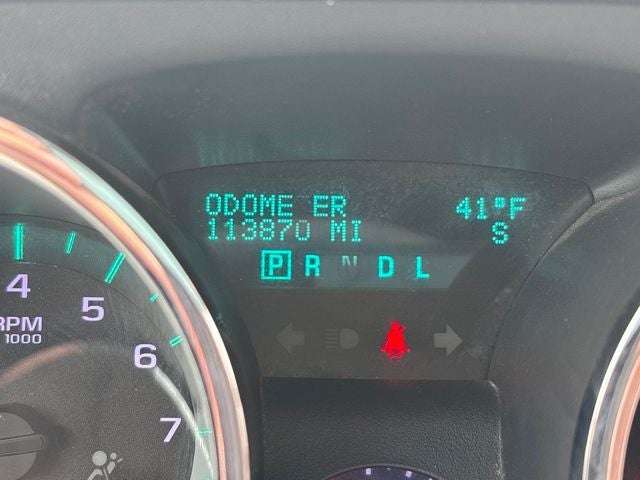 ODOME ER 41°F
113870 MI S
P R N D L
4
5
RPM
1000
6
7